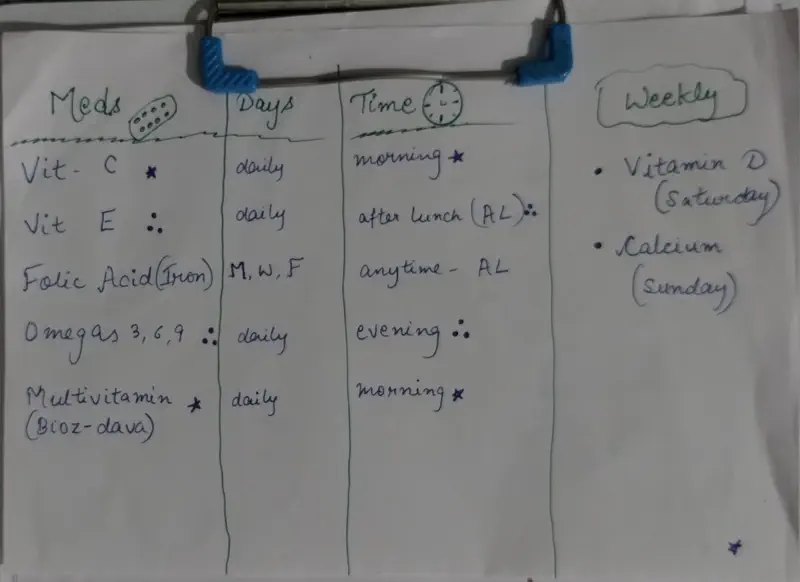 Meds Days Time Weekly
Vit - C ★ daily morning ★
Vit E ∴ daily after lunch (AL) ∴
Folic Acid (Iron) M, W, F anytime - AL
Omegas 3, 6, 9 ∴ daily evening ∴
Multivitamin ★ daily morning ★
(Bioz-dava)
• Vitamin D
(Saturday)
• Calcium
(Sunday)
★